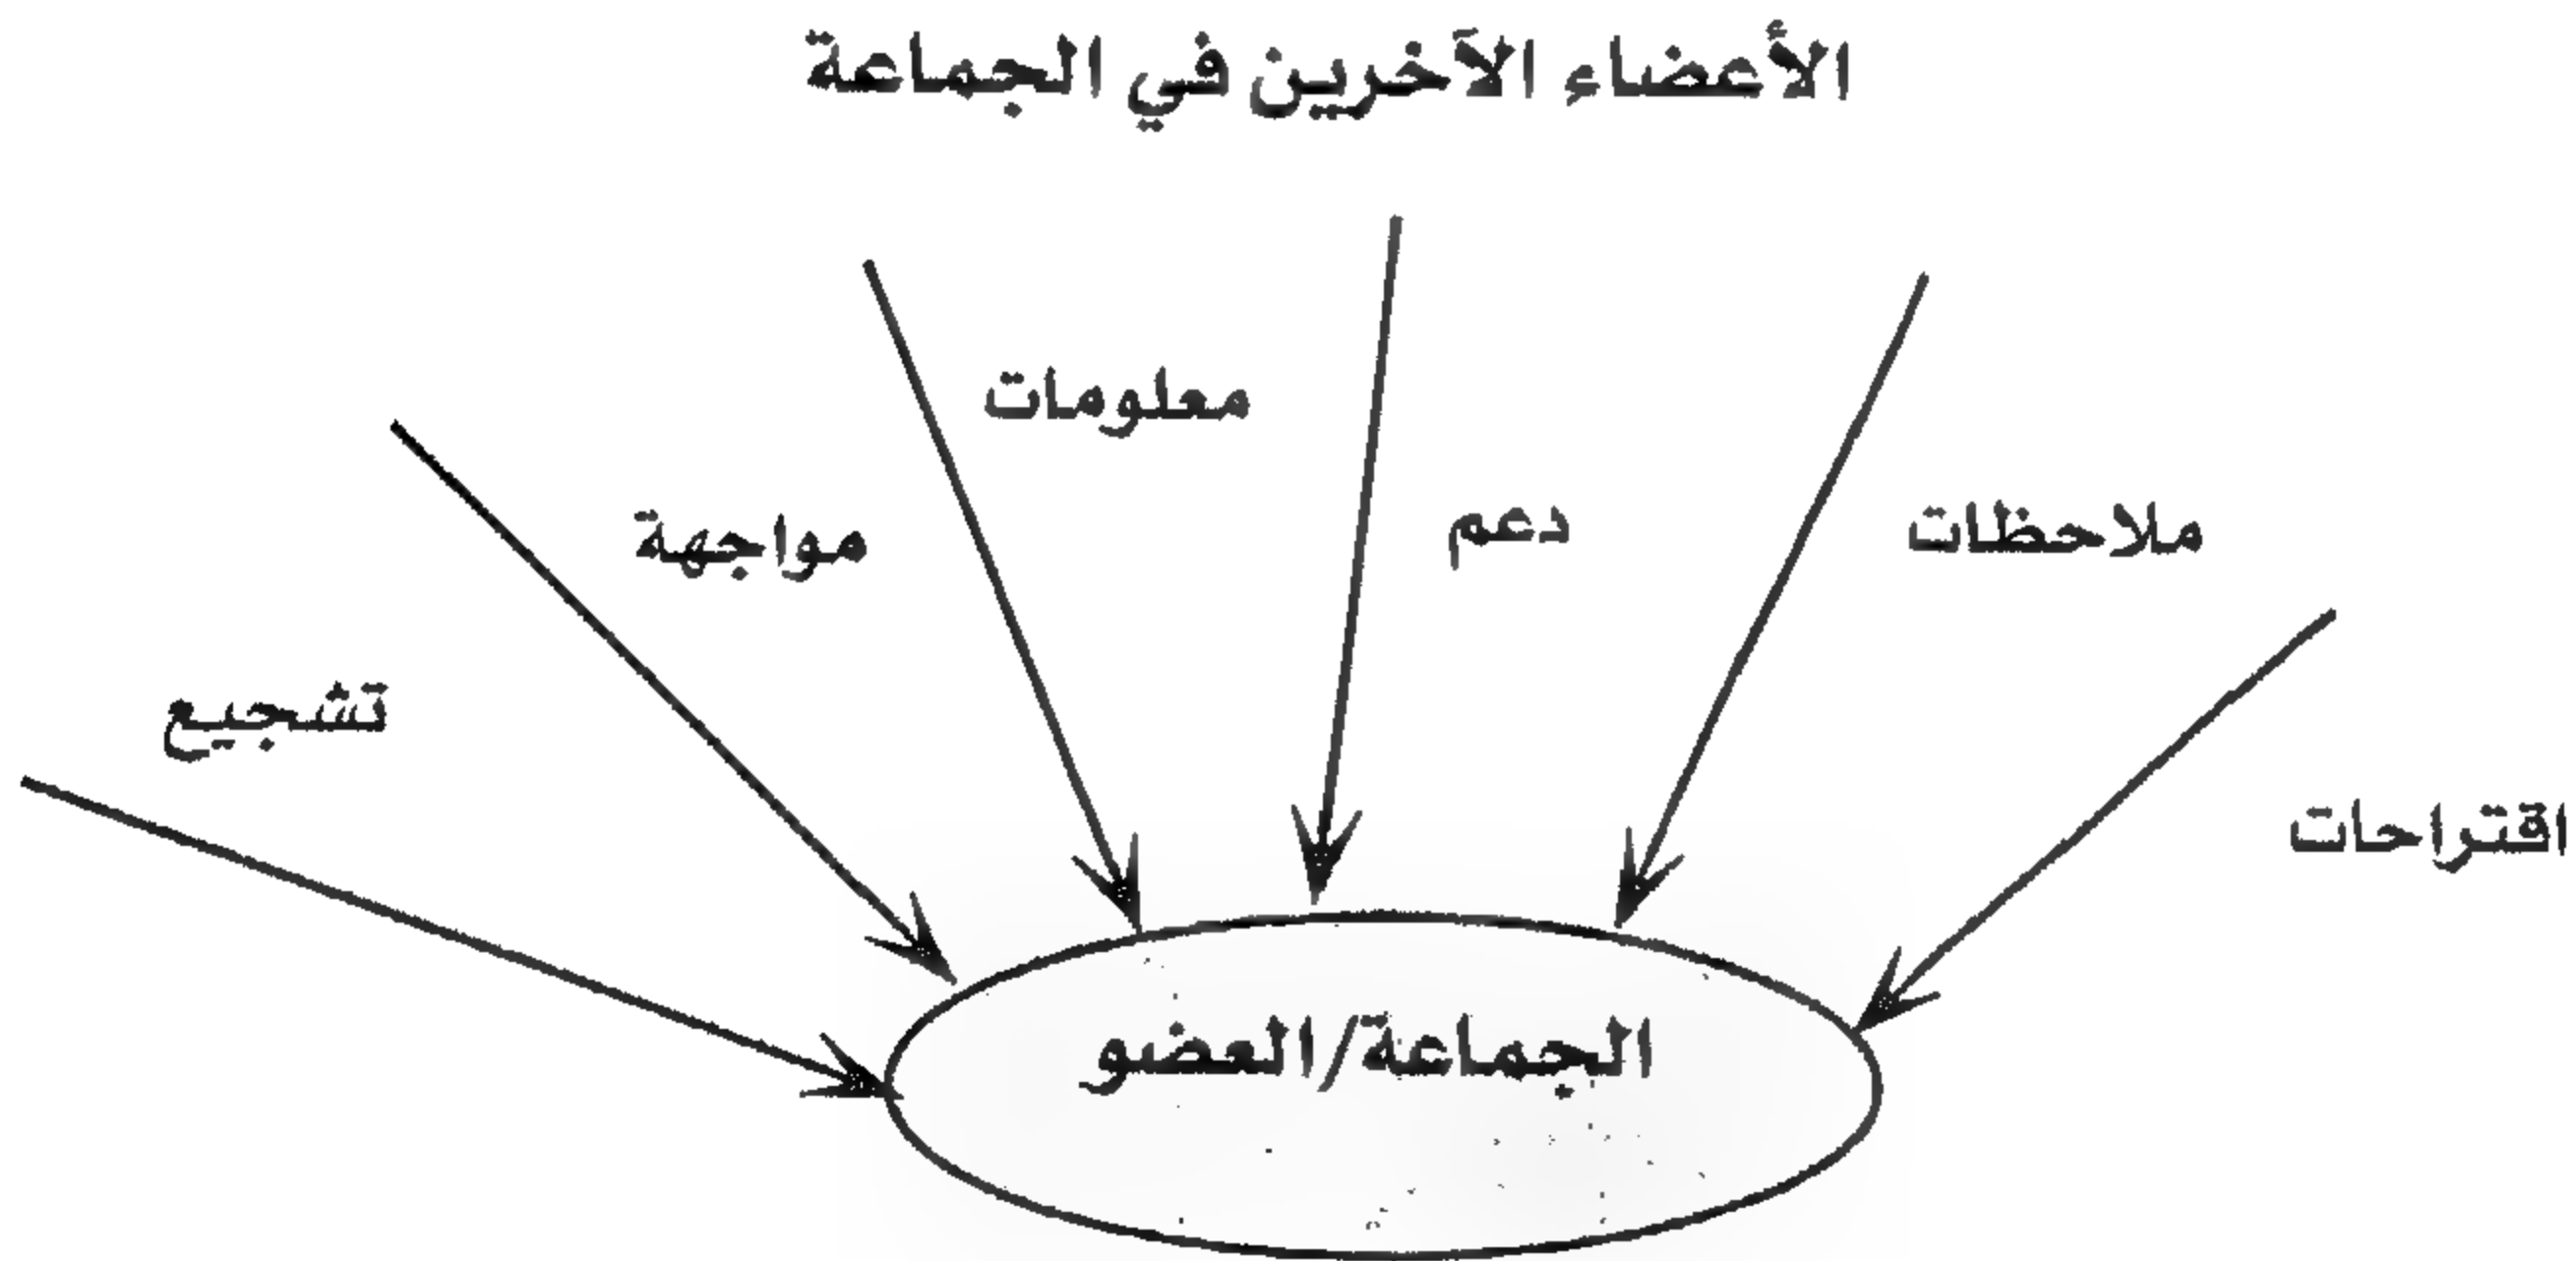 الأعضاء الآخرين في الجماعة
معلومات
ملاحظات
دعم
مواجهة
تشجيع
اقتراحات
الجماعة/العضو